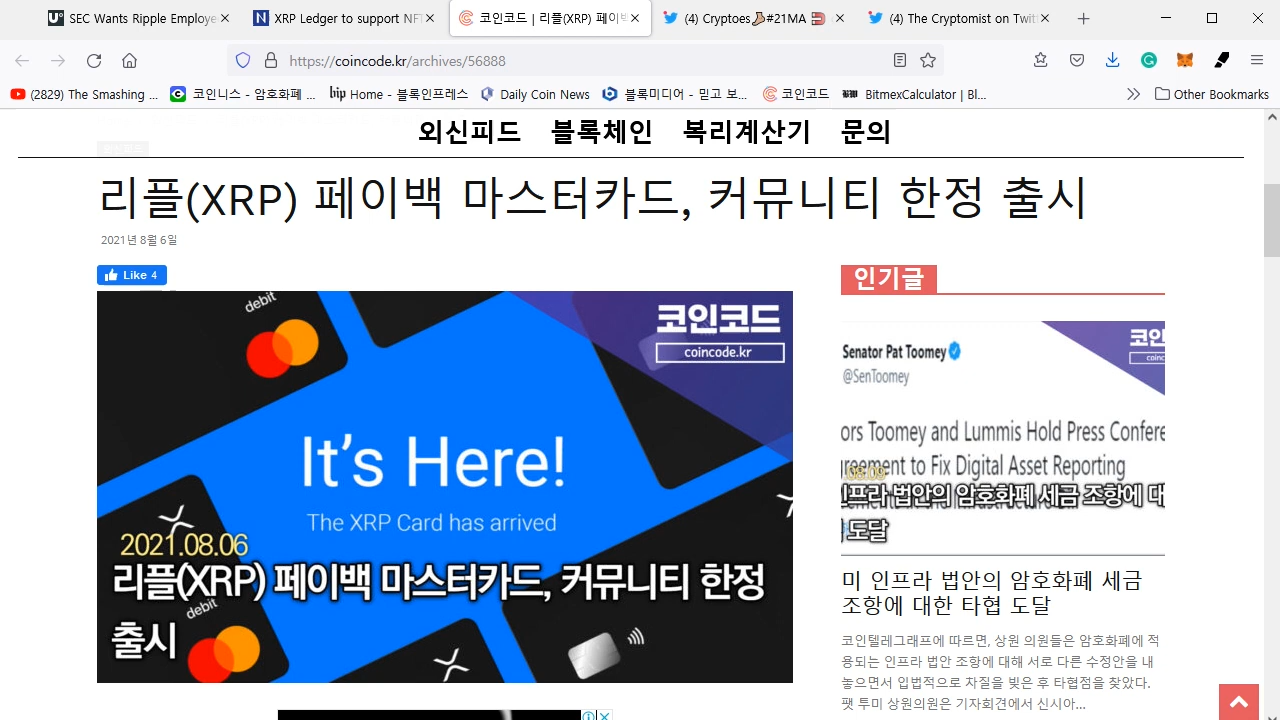 SEC Wants Ripple Employe
XRP Ledger to support NFT
코인코드 | 리플(XRP) 페이백
(4) Cryptoes #21MA
(4) The Cryptomist on Twit
https://coincode.kr/archives/56888
(2829) The Smashing ...
코인니스 - 암호화폐 ...
bip Home - 블록인프레스
Daily Coin News
블록미디어 - 믿고 보...
코인코드
BitmexCalculator | Bl...
Other Bookmarks
외신피드 블록체인 복리계산기 문의
리플(XRP) 페이백 마스터카드, 커뮤니티 한정 출시
2021년 8월 6일
Like 4
debit
코인코드
coincode.kr
It's Here!
The XRP Card has arrived
2021.08.06
리플(XRP) 페이백 마스터카드, 커뮤니티 한정
출시
debit
인기글
코인
coinc
Senator Pat Toomey
@SenToomey
ors Toomey and Lummis Hold Press Confere
reement to Fix Digital Asset Reporting
.08.09
인프라 법안의 암호화폐 세금 조항에 대
도달
미 인프라 법안의 암호화폐 세금
조항에 대한 타협 도달
코인텔레그래프에 따르면, 상원 의원들은 암호화폐에 적
용되는 인프라 법안 조항에 대해 서로 다른 수정안을 내
놓으면서 입법적으로 차질을 빚은 후 타협점을 찾았다.
팻 투미 상원의원은 기자회견에서 신시아...